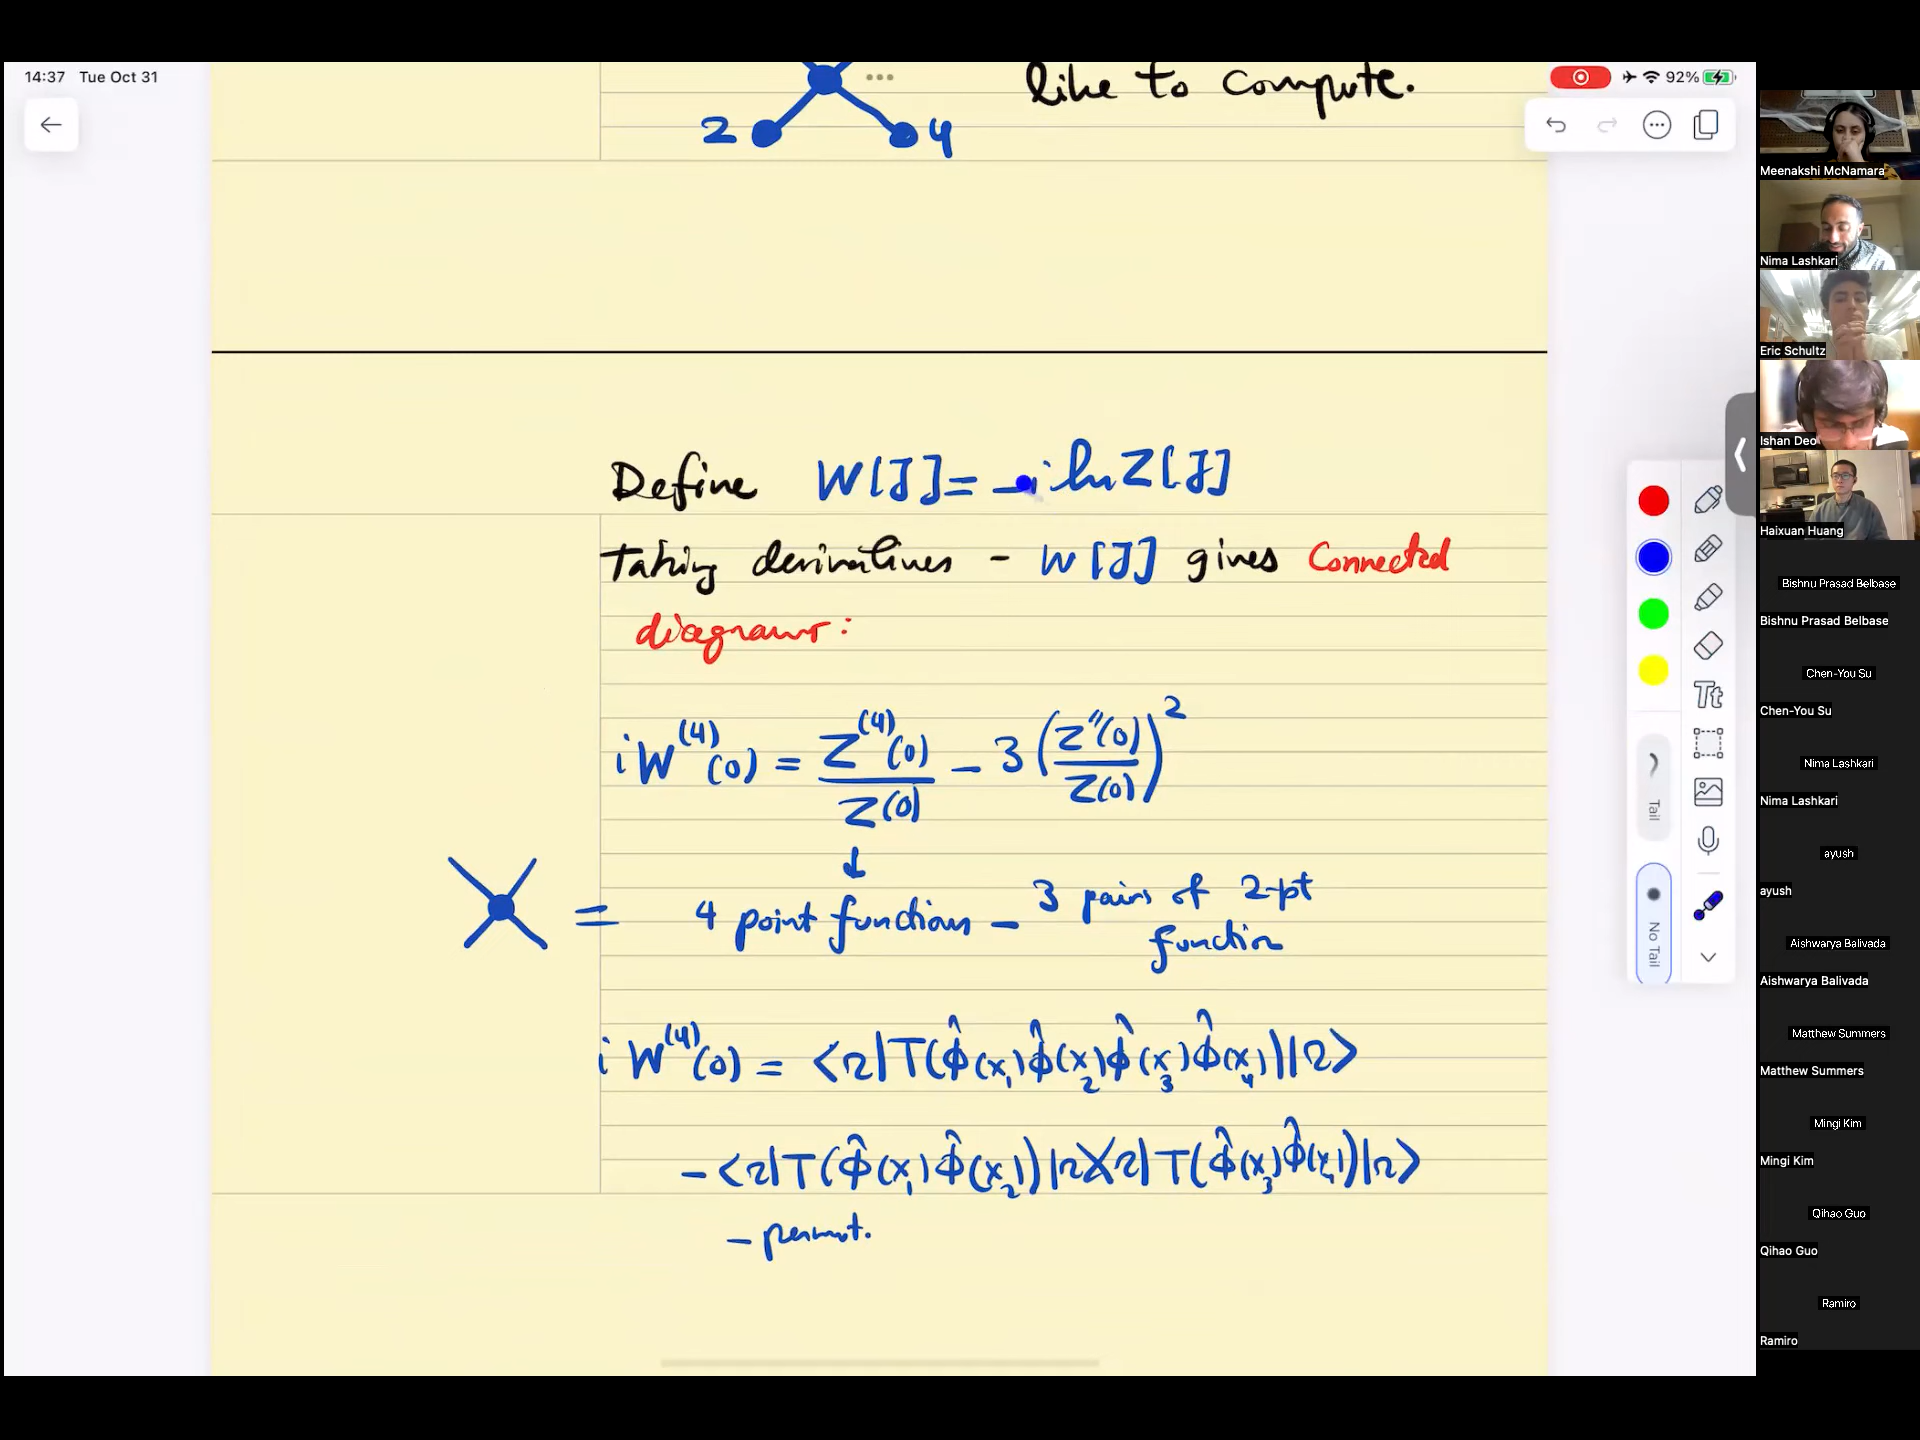 14:37 Tue Oct 31
92%
like to compute.
2 4
Define W[J] = -i ln Z[J]
Taking derivatives - W[J] gives Connected
diagrams:
i W^(4)(0) = Z^(4)(0) / Z(0) - 3 (Z''(0) / Z(0))^2
↓
= 4 point function - 3 pairs of 2-pt
function
i W^(4)(0) = <Ω|T(φ̂(x₁)φ̂(x₂)φ̂(x₃)φ̂(x₄))|Ω>
- <Ω|T(φ̂(x₁)φ̂(x₂))|Ω><Ω|T(φ̂(x₃)φ̂(x₄))|Ω>
- permut.
Tt
Tail
No Tail
Meenakshi McNamara
Nima Lashkari
Eric Schultz
Ishan Deo
Haixuan Huang
Bishnu Prasad Belbase
Bishnu Prasad Belbase
Chen-You Su
Chen-You Su
Nima Lashkari
Nima Lashkari
ayush
ayush
Aishwarya Balivada
Aishwarya Balivada
Matthew Summers
Matthew Summers
Mingi Kim
Mingi Kim
Qihao Guo
Qihao Guo
Ramiro
Ramiro